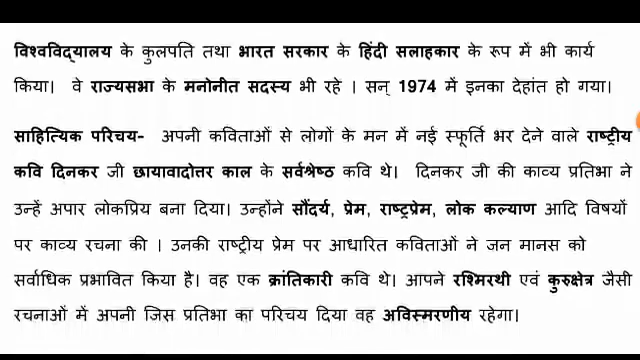 विश्वविद्यालय के कुलपति तथा भारत सरकार के हिंदी सलाहकार के रूप में भी कार्य
किया। वे राज्यसभा के मनोनीत सदस्य भी रहे । सन् 1974 में इनका देहांत हो गया।
साहित्यिक परिचय- अपनी कविताओं से लोगों के मन में नई स्फूर्ति भर देने वाले राष्ट्रीय
कवि दिनकर जी छायावादोत्तर काल के सर्वश्रेष्ठ कवि थे। दिनकर जी की काव्य प्रतिभा ने
उन्हें अपार लोकप्रिय बना दिया। उन्होंने सौंदर्य, प्रेम, राष्ट्रप्रेम, लोक कल्याण आदि विषयों
पर काव्य रचना की । उनकी राष्ट्रीय प्रेम पर आधारित कविताओं ने जन मानस को
सर्वाधिक प्रभावित किया है। वह एक क्रांतिकारी कवि थे। आपने रश्मिरथी एवं कुरुक्षेत्र जैसी
रचनाओं में अपनी जिस प्रतिभा का परिचय दिया वह अविस्मरणीय रहेगा।